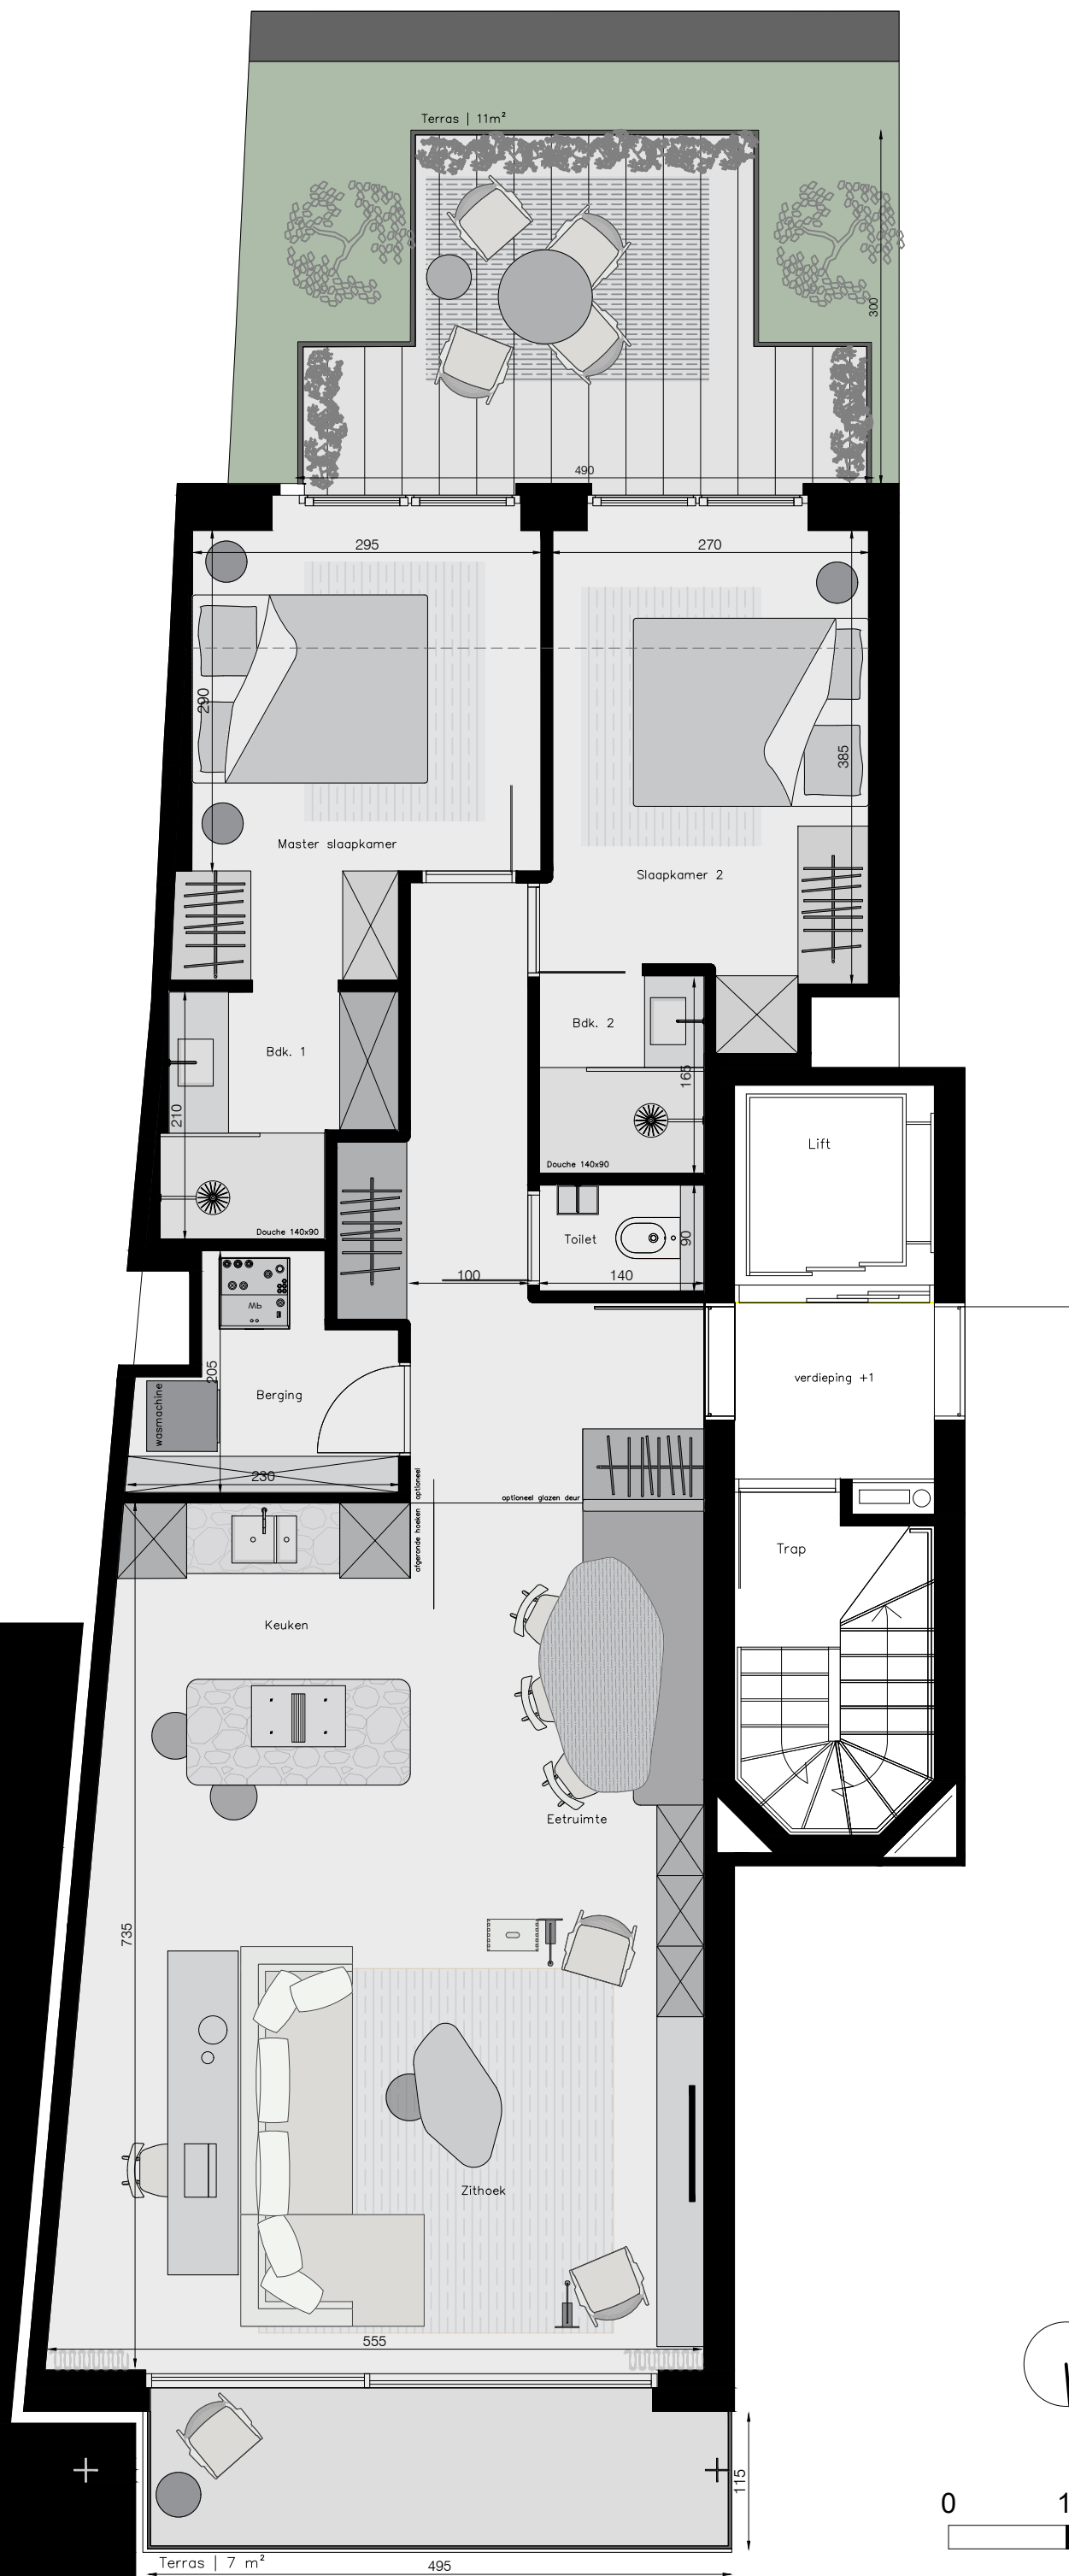 Terras | 11m²
300
490
295
270
290
385
Master slaapkamer
Slaapkamer 2
Bdk. 1
Bdk. 2
210
165
Lift
Douche 140x90
Douche 140x90
Toilet
90
100
140
Wb
205
Berging
wasmachine
verdieping +1
230
optioneel
afgeronde hoeken
optioneel glazen deur
Trap
Keuken
Eetruimte
735
Zithoek
555
115
0
1
Terras | 7 m²
495